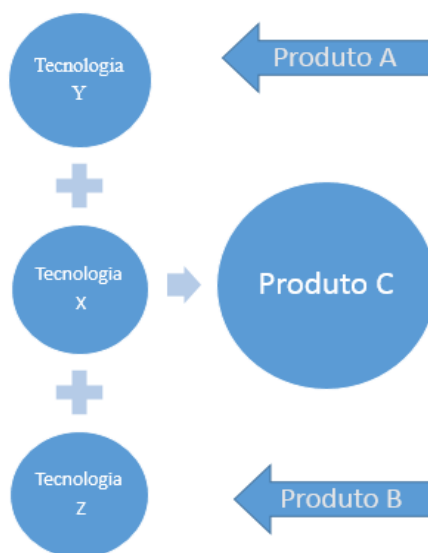 Tecnologia
Y
Produto A
Tecnologia
X
Produto C
Tecnologia
Z
Produto B